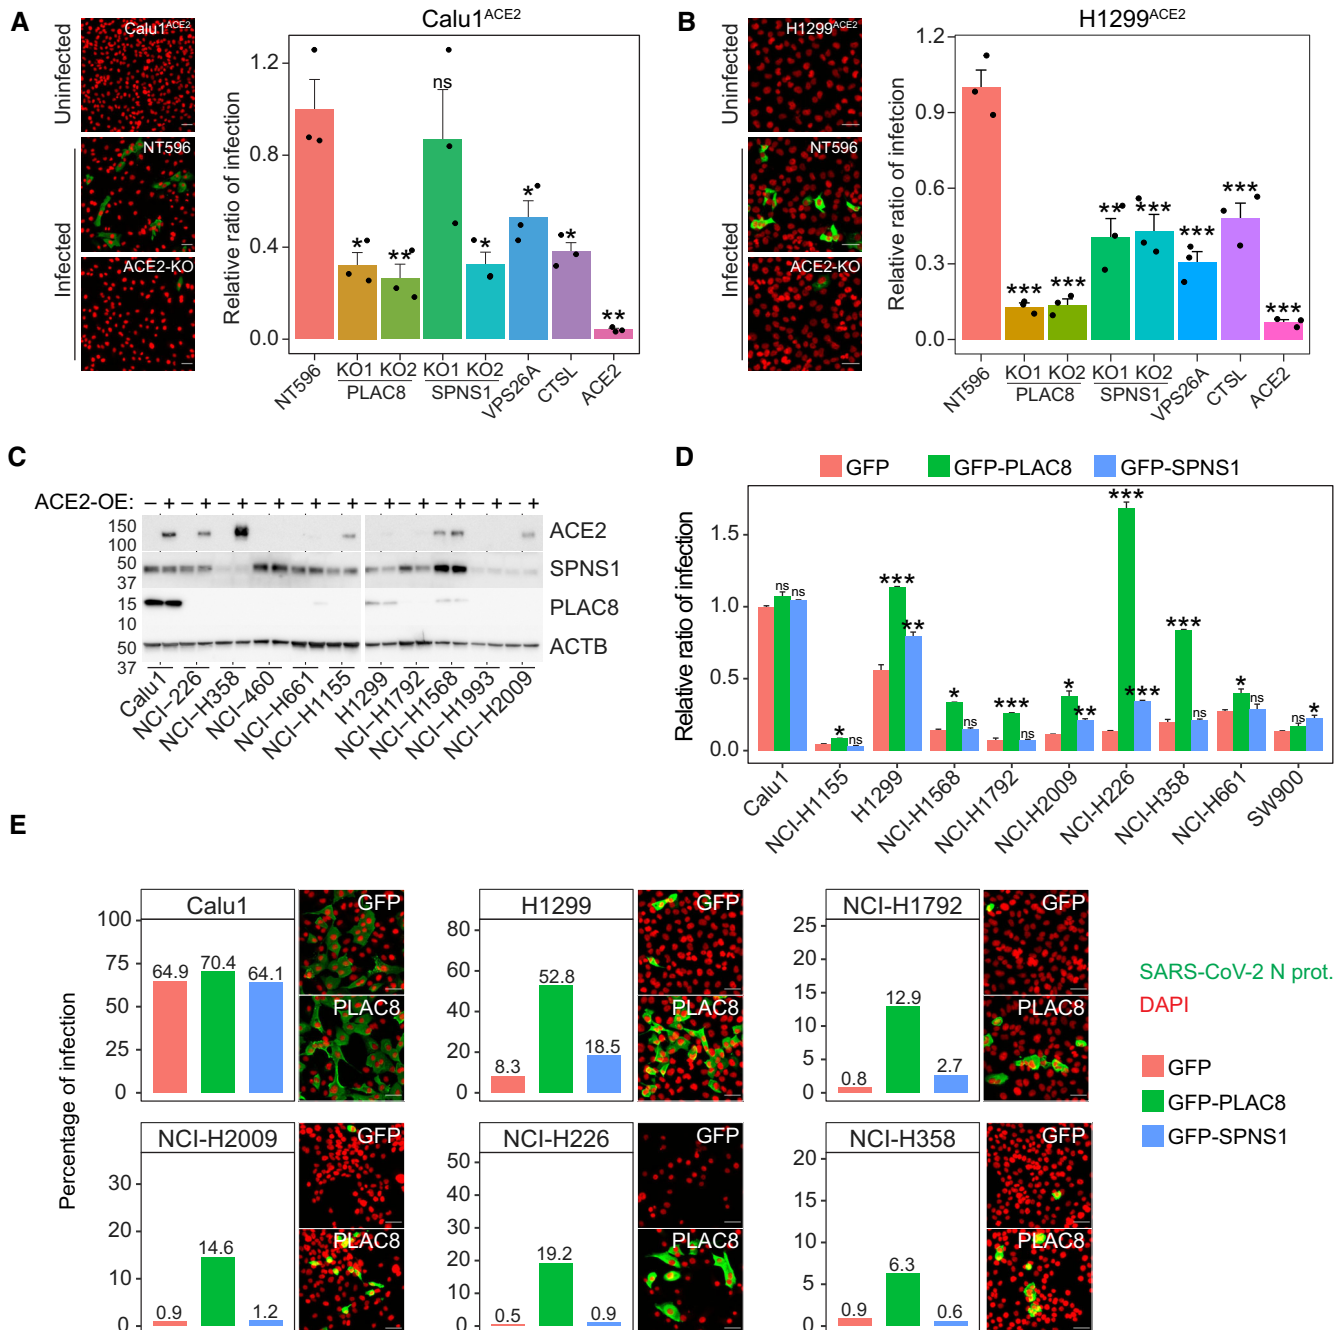 A
Calu1ACE2
Uninfected
Infected
Calu1ACE2
NT596
ACE2-KO
Relative ratio of infection
1.2
0.8
0.4
0.0
*
**
ns
*
*
*
**
NT596
KO1 KO2
PLAC8
KO1 KO2
SPNS1
VPS26A
CTSL
ACE2
B
H1299ACE2
Uninfected
Infected
H1299ACE2
NT596
ACE2-KO
Relative ratio of infetcion
1.2
0.9
0.6
0.3
0.0
***
***
**
***
***
***
***
NT596
KO1 KO2
PLAC8
KO1 KO2
SPNS1
VPS26A
CTSL
ACE2
C
ACE2-OE: – + – + – + – + – + – + – + – + – + – + – +
150
100
ACE2
50
37
SPNS1
15
10
PLAC8
50
37
ACTB
Calu1
NCI–226
NCI–H358
NCI–460
NCI–H661
NCI–H1155
H1299
NCI–H1792
NCI–H1568
NCI–H1993
NCI–H2009
D
GFP GFP-PLAC8 GFP-SPNS1
Relative ratio of infection
1.5
1.0
0.5
0.0
ns ns
* ns
*** **
* ns
*** ns
* **
*** ***
*** ns
* ns
ns *
Calu1
NCI-H1155
H1299
NCI-H1568
NCI-H1792
NCI-H2009
NCI-H226
NCI-H358
NCI-H661
SW900
E
Percentage of infection
Calu1
100
75
50
25
0
64.9 70.4 64.1
GFP
PLAC8
H1299
80
60
40
20
0
8.3 52.8 18.5
GFP
PLAC8
NCI-H1792
25
20
15
10
5
0
0.8 12.9 2.7
GFP
PLAC8
NCI-H2009
30
20
10
0
0.9 14.6 1.2
GFP
PLAC8
NCI-H226
50
40
30
20
10
0
0.5 19.2 0.9
GFP
PLAC8
NCI-H358
20
15
10
5
0
0.9 6.3 0.6
GFP
PLAC8
SARS-CoV-2 N prot.
DAPI
GFP
GFP-PLAC8
GFP-SPNS1